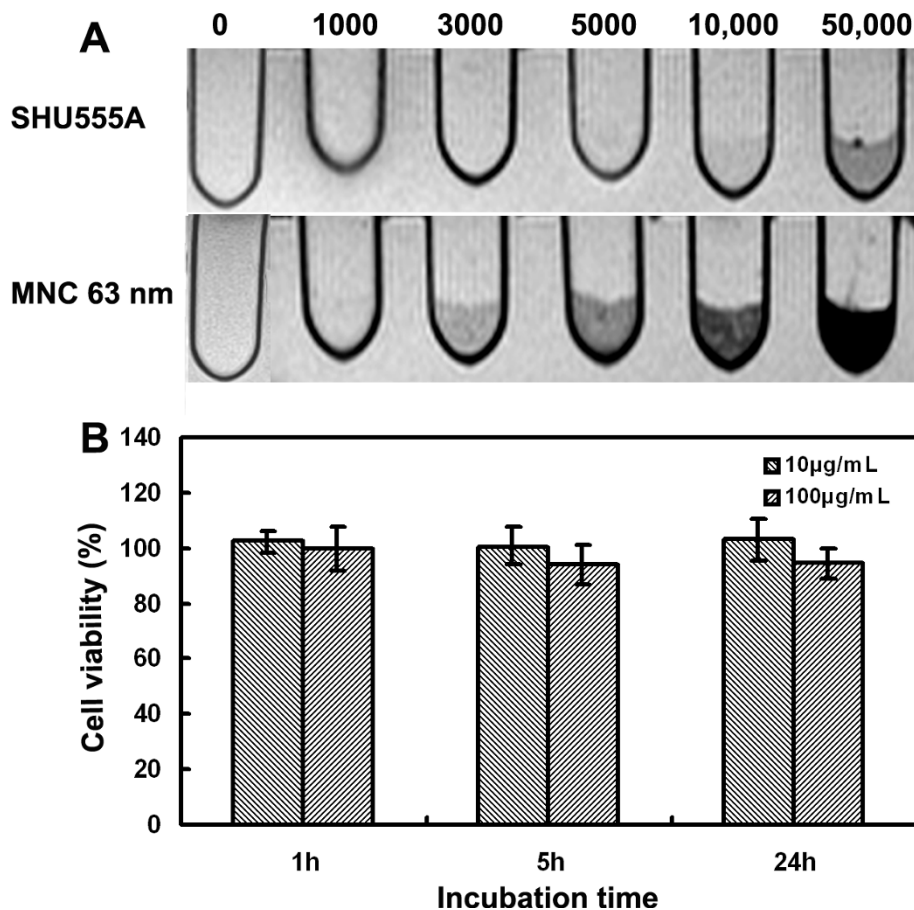 A
0 1000 3000 5000 10,000 50,000
SHU555A
MNC 63 nm
B
140
120
100
80
60
40
20
0
Cell viability (%)
10µg/mL
100µg/mL
1h 5h 24h
Incubation time